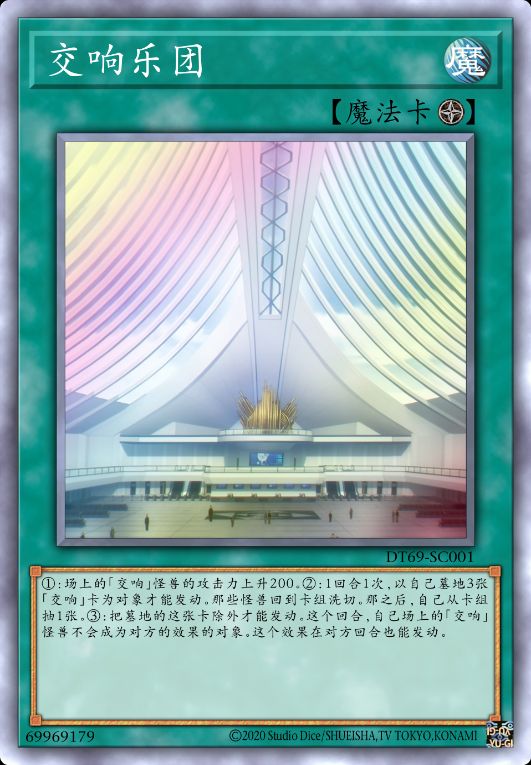 交响乐团
魔
【魔法卡】
DT69-SC001
①:场上的「交响」怪兽的攻击力上升200。②:1回合1次,以自己墓地3张
「交响」卡为对象才能发动。那些怪兽回到卡组洗切。那之后,自己从卡组
抽1张。③:把墓地的这张卡除外才能发动。这个回合,自己场上的「交响」
怪兽不会成为对方的效果的对象。这个效果在对方回合也能发动。
69969179
©2020 Studio Dice/SHUEISHA,TV TOKYO,KONAMI